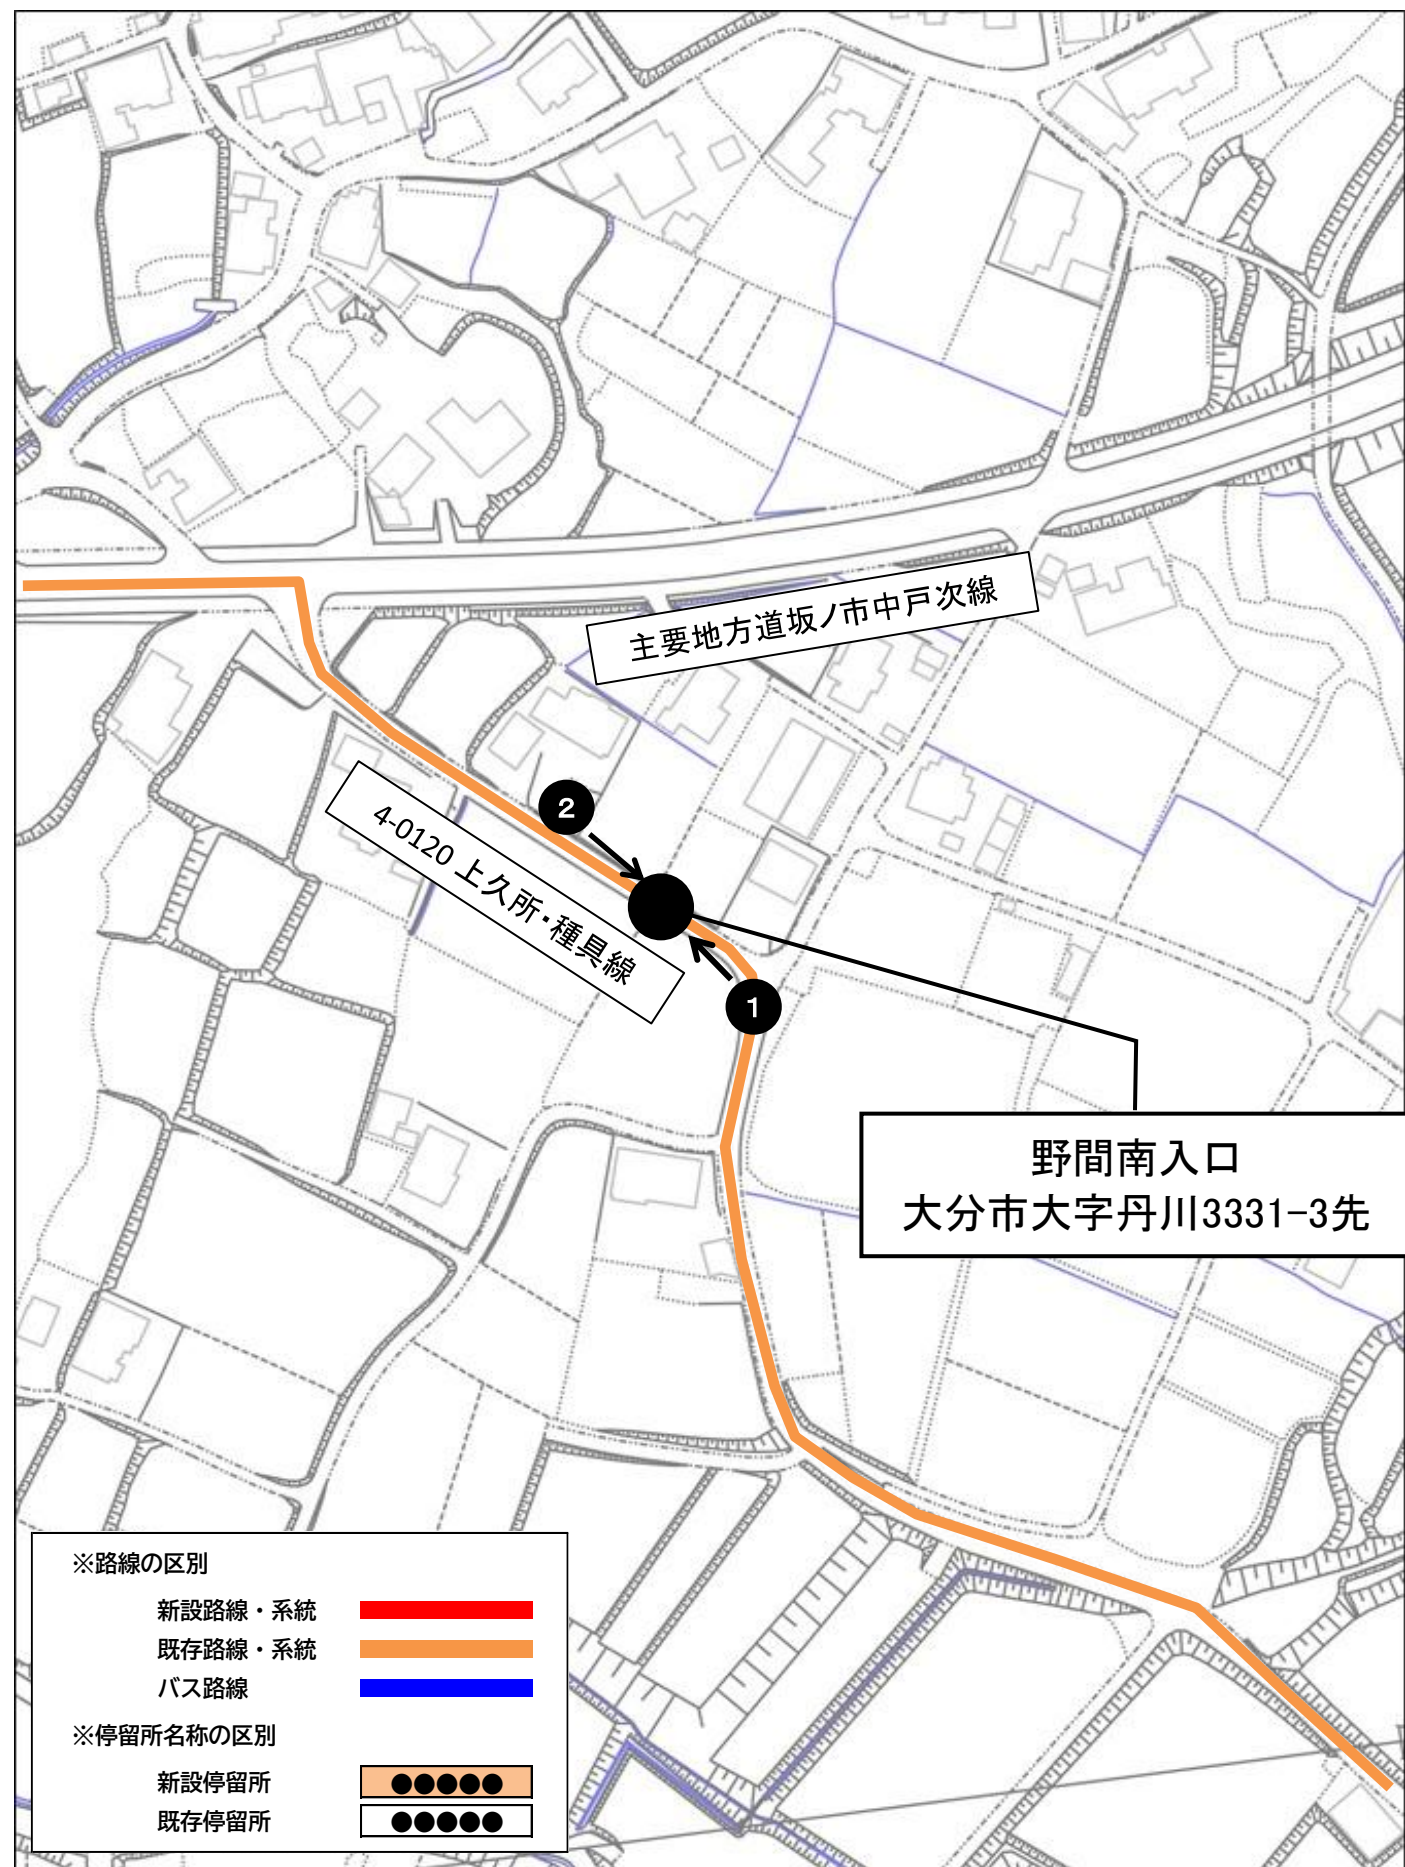 主要地方道坂ノ市中戸次線
2
4-0120 上久所・種具線
1
野間南入口
大分市大字丹川3331-3先
※路線の区別
新設路線・系統
既存路線・系統
バス路線
※停留所名称の区別
新設停留所 ●●●●●
既存停留所 ●●●●●